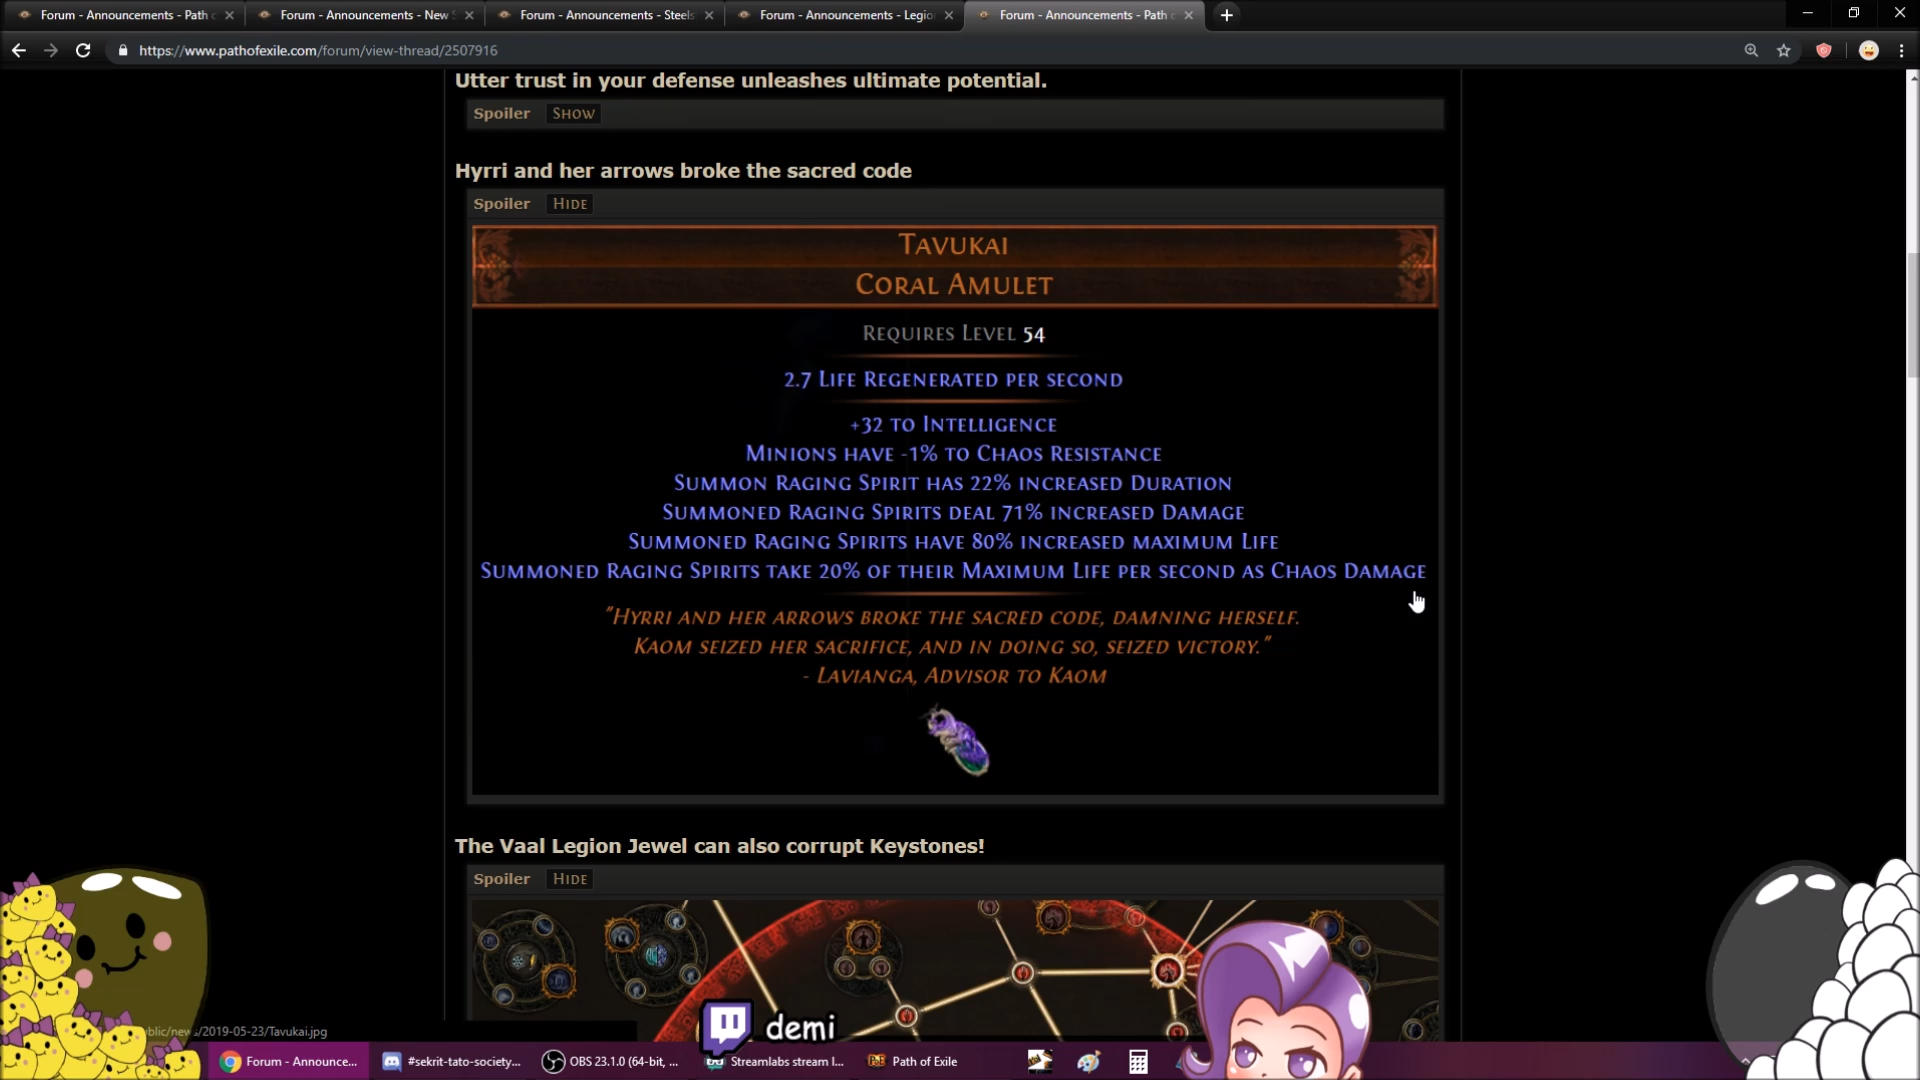 Forum - Announcements - Path
Forum - Announcements - New
Forum - Announcements - Steels
Forum - Announcements - Legion
Forum - Announcements - Path
https://www.pathofexile.com/forum/view-thread/2507916
Utter trust in your defense unleashes ultimate potential.
Spoiler SHOW
Hyrri and her arrows broke the sacred code
Spoiler HIDE
TAVUKAI
CORAL AMULET
REQUIRES LEVEL 54
2.7 LIFE REGENERATED PER SECOND
+32 TO INTELLIGENCE
MINIONS HAVE -1% TO CHAOS RESISTANCE
SUMMON RAGING SPIRIT HAS 22% INCREASED DURATION
SUMMONED RAGING SPIRITS DEAL 71% INCREASED DAMAGE
SUMMONED RAGING SPIRITS HAVE 80% INCREASED MAXIMUM LIFE
SUMMONED RAGING SPIRITS TAKE 20% OF THEIR MAXIMUM LIFE PER SECOND AS CHAOS DAMAGE
"HYRRI AND HER ARROWS BROKE THE SACRED CODE, DAMNING HERSELF.
KAOM SEIZED HER SACRIFICE, AND IN DOING SO, SEIZED VICTORY."
- LAVIANGA, ADVISOR TO KAOM
The Vaal Legion Jewel can also corrupt Keystones!
Spoiler HIDE
demi
/2019-05-23/Tavukai.jpg
Forum - Announce...
#sekrit-tato-society...
OBS 23.1.0 (64-bit, ...
Streamlabs stream l...
Path of Exile